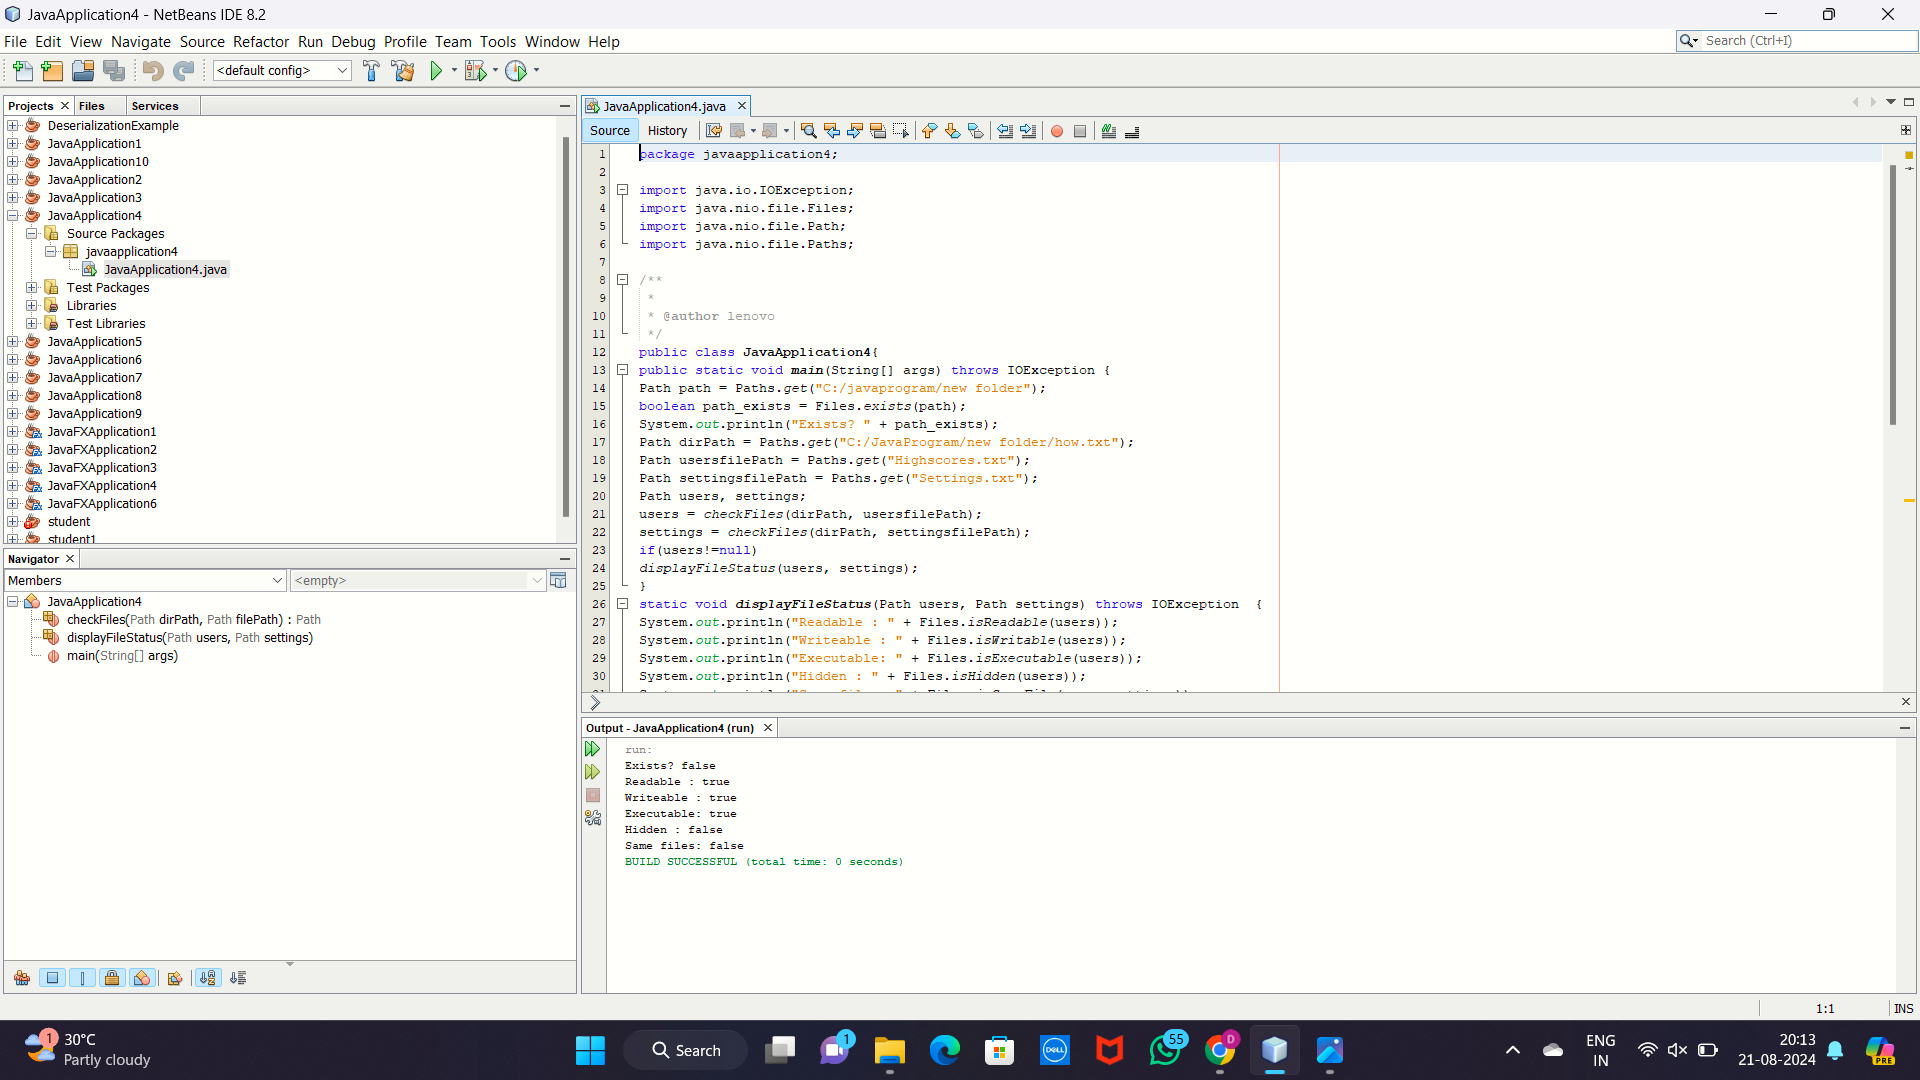 JavaApplication4 - NetBeans IDE 8.2
File Edit View Navigate Source Refactor Run Debug Profile Team Tools Window Help
Search (Ctrl+I)
<default config>
Projects Files Services
DeserializationExample
JavaApplication1
JavaApplication10
JavaApplication2
JavaApplication3
JavaApplication4
Source Packages
javaapplication4
JavaApplication4.java
Test Packages
Libraries
Test Libraries
JavaApplication5
JavaApplication6
JavaApplication7
JavaApplication8
JavaApplication9
JavaFXApplication1
JavaFXApplication2
JavaFXApplication3
JavaFXApplication4
JavaFXApplication6
student
student1
Navigator
Members <empty>
JavaApplication4
checkFiles(Path dirPath, Path filePath) : Path
displayFileStatus(Path users, Path settings)
main(String[] args)
JavaApplication4.java
Source History
1 package javaapplication4;
2
3 import java.io.IOException;
4 import java.nio.file.Files;
5 import java.nio.file.Path;
6 import java.nio.file.Paths;
7
8 /**
9 *
10 * @author lenovo
11 */
12 public class JavaApplication4{
13 public static void main(String[] args) throws IOException {
14 Path path = Paths.get("C:/javaprogram/new folder");
15 boolean path_exists = Files.exists(path);
16 System.out.println("Exists? " + path_exists);
17 Path dirPath = Paths.get("C:/JavaProgram/new folder/how.txt");
18 Path usersfilePath = Paths.get("Highscores.txt");
19 Path settingsfilePath = Paths.get("Settings.txt");
20 Path users, settings;
21 users = checkFiles(dirPath, usersfilePath);
22 settings = checkFiles(dirPath, settingsfilePath);
23 if(users!=null)
24 displayFileStatus(users, settings);
25 }
26 static void displayFileStatus(Path users, Path settings) throws IOException {
27 System.out.println("Readable : " + Files.isReadable(users));
28 System.out.println("Writeable : " + Files.isWritable(users));
29 System.out.println("Executable: " + Files.isExecutable(users));
30 System.out.println("Hidden : " + Files.isHidden(users));
Output - JavaApplication4 (run)
run:
Exists? false
Readable : true
Writeable : true
Executable: true
Hidden : false
Same files: false
BUILD SUCCESSFUL (total time: 0 seconds)
1:1 INS
1
30°C
Partly cloudy
Search
1
DELL
55
D
ENG
IN
20:13
21-08-2024
PRE